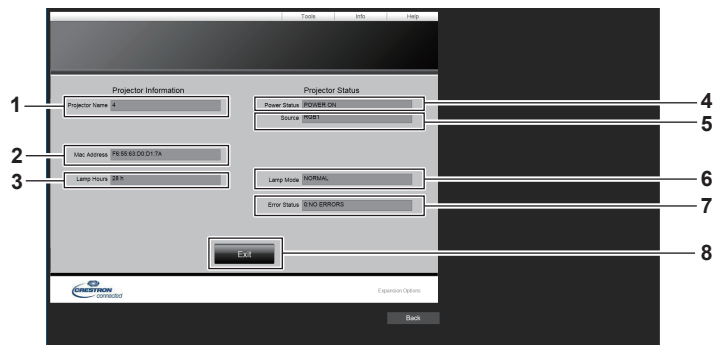 Tools Info Help
Projector Information Projector Status
1 Projector Name 4 Power Status POWER ON 4
Source RGB1 5
2 Mac Address F6:55:63:D0:D1:7A
3 Lamp Hours 28 h Lamp Mode NORMAL 6
Error Status 0:NO ERRORS 7
Exit 8
CRESTRON connected Expansion Options
Back